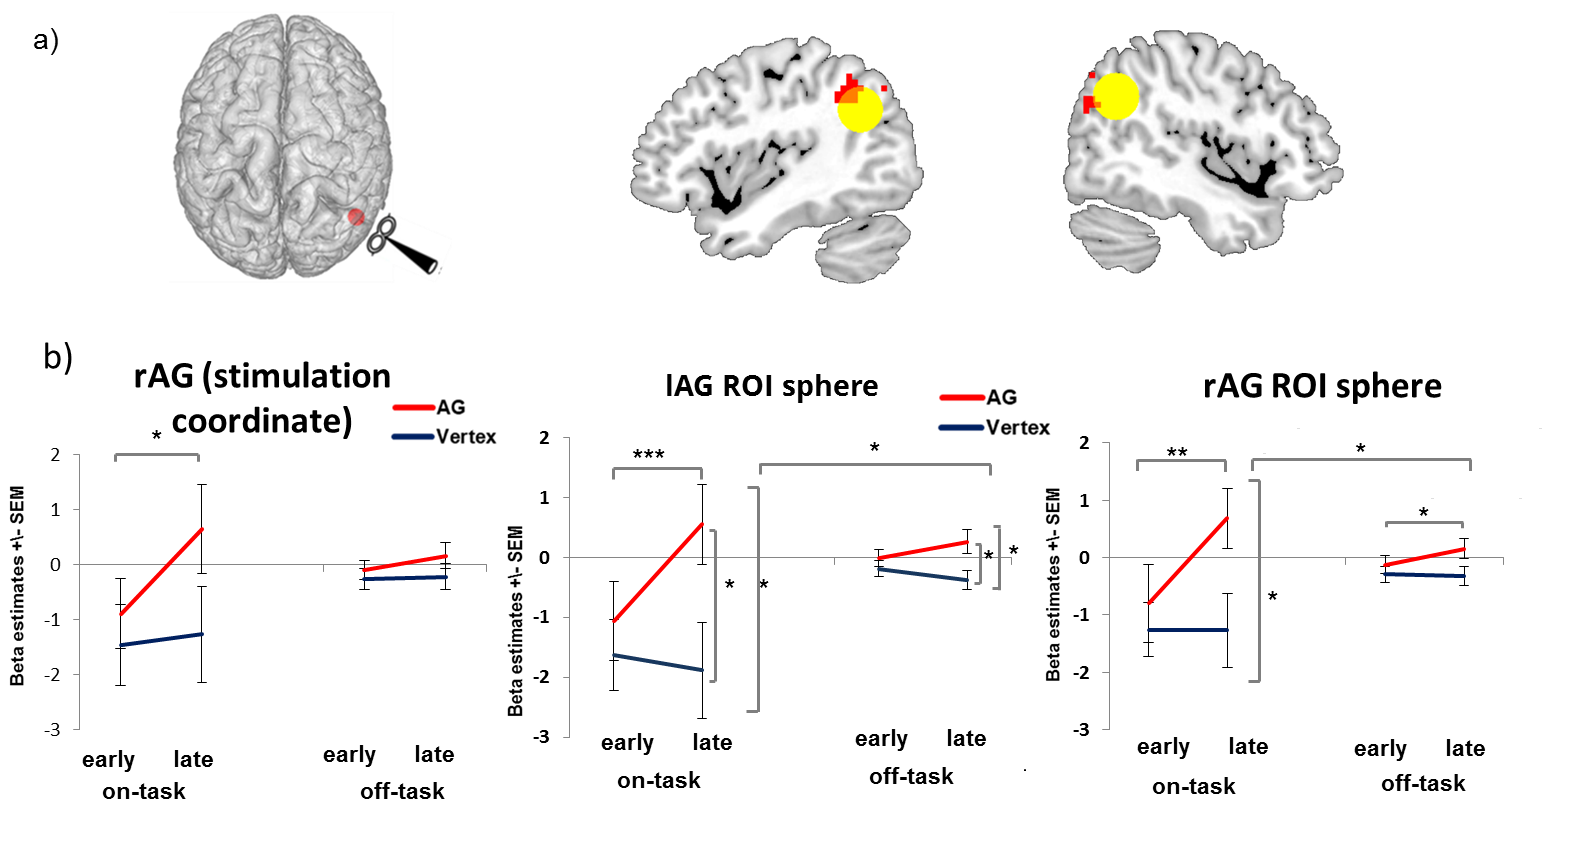 a)
b)
rAG (stimulation
coordinate)
AG
Vertex
*
2
1
0
-1
-2
-3
Beta estimates +\- SEM
early
late
on-task
early
late
off-task
lAG ROI sphere
AG
Vertex
***
*
*
*
*
*
2
1
0
-1
-2
-3
Beta estimates +\- SEM
early
late
on-task
early
late
off-task
rAG ROI sphere
**
*
*
*
2
1
0
-1
-2
-3
Beta estimates +\- SEM
early
late
on-task
early
late
off-task